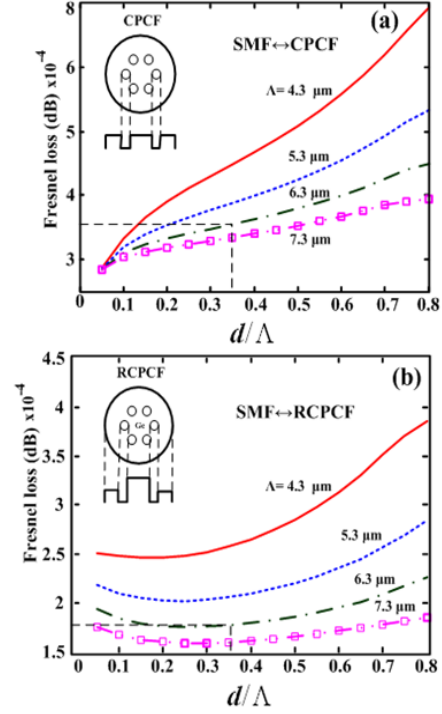 CPCF
(a)
SMF↔CPCF
Λ= 4.3 μm
5.3 μm
6.3 μm
7.3 μm
Fresnel loss (dB) x10⁻⁴
8
6
5
4
3
0 0.1 0.2 0.3 0.4 0.5 0.6 0.7 0.8
d/Λ
RCPCF
(b)
Ge
SMF↔RCPCF
Λ= 4.3 μm
5.3 μm
6.3 μm
7.3 μm
Fresnel loss (dB) x10⁻⁴
4.5
4
3.5
3
2.5
2
1.5
1
0 0.1 0.2 0.3 0.4 0.5 0.6 0.7 0.8
d/Λ